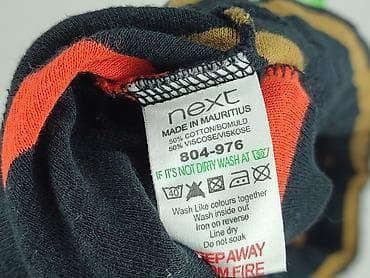 next
MADE IN MAURITIUS
50% COTTON/BOMULD
50% VISCOSE/VISKOSE
804-976
IF IT'S NOT DIRTY WASH AT 30°
40
Wash Like colours together
Wash inside out
Iron on reverse
Line dry
Do not soak
KEEP AWAY
FROM FIRE